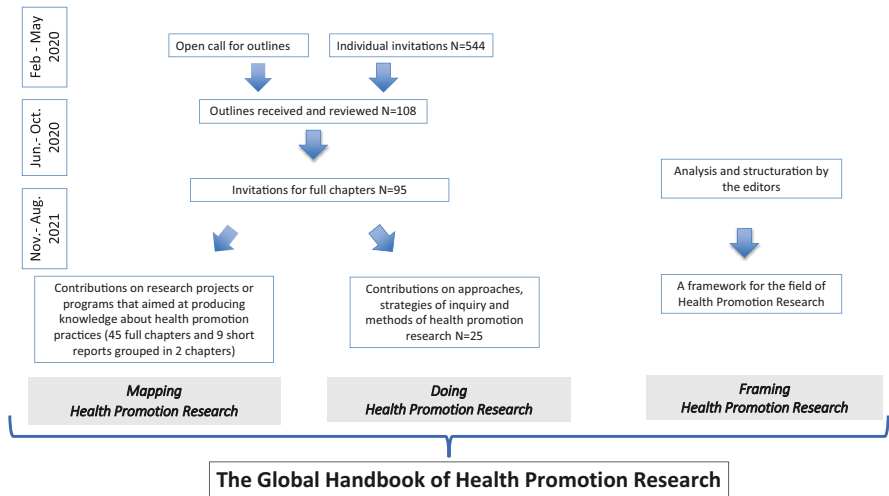 Feb - May
2020
Open call for outlines
Individual invitations N=544
Jun.- Oct.
2020
Outlines received and reviewed N=108
Nov.- Aug.
2021
Invitations for full chapters N=95
Analysis and structuration by
the editors
Contributions on research projects or
programs that aimed at producing
knowledge about health promotion
practices (45 full chapters and 9 short
reports grouped in 2 chapters)
Contributions on approaches,
strategies of inquiry and
methods of health promotion
research N=25
A framework for the field of
Health Promotion Research
Mapping
Health Promotion Research
Doing
Health Promotion Research
Framing
Health Promotion Research
The Global Handbook of Health Promotion Research